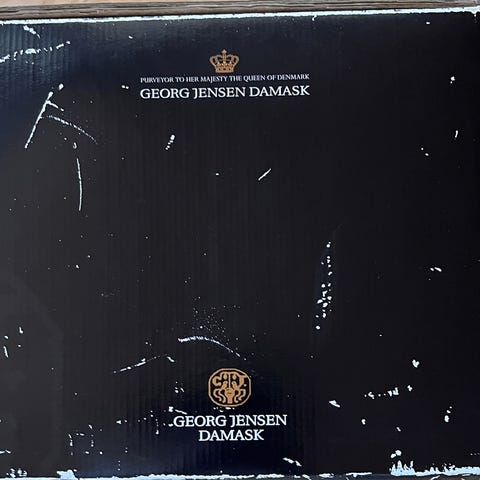 PURVEYOR TO HER MAJESTY THE QUEEN OF DENMARK
GEORG JENSEN DAMASK
GEORG JENSEN
DAMASK